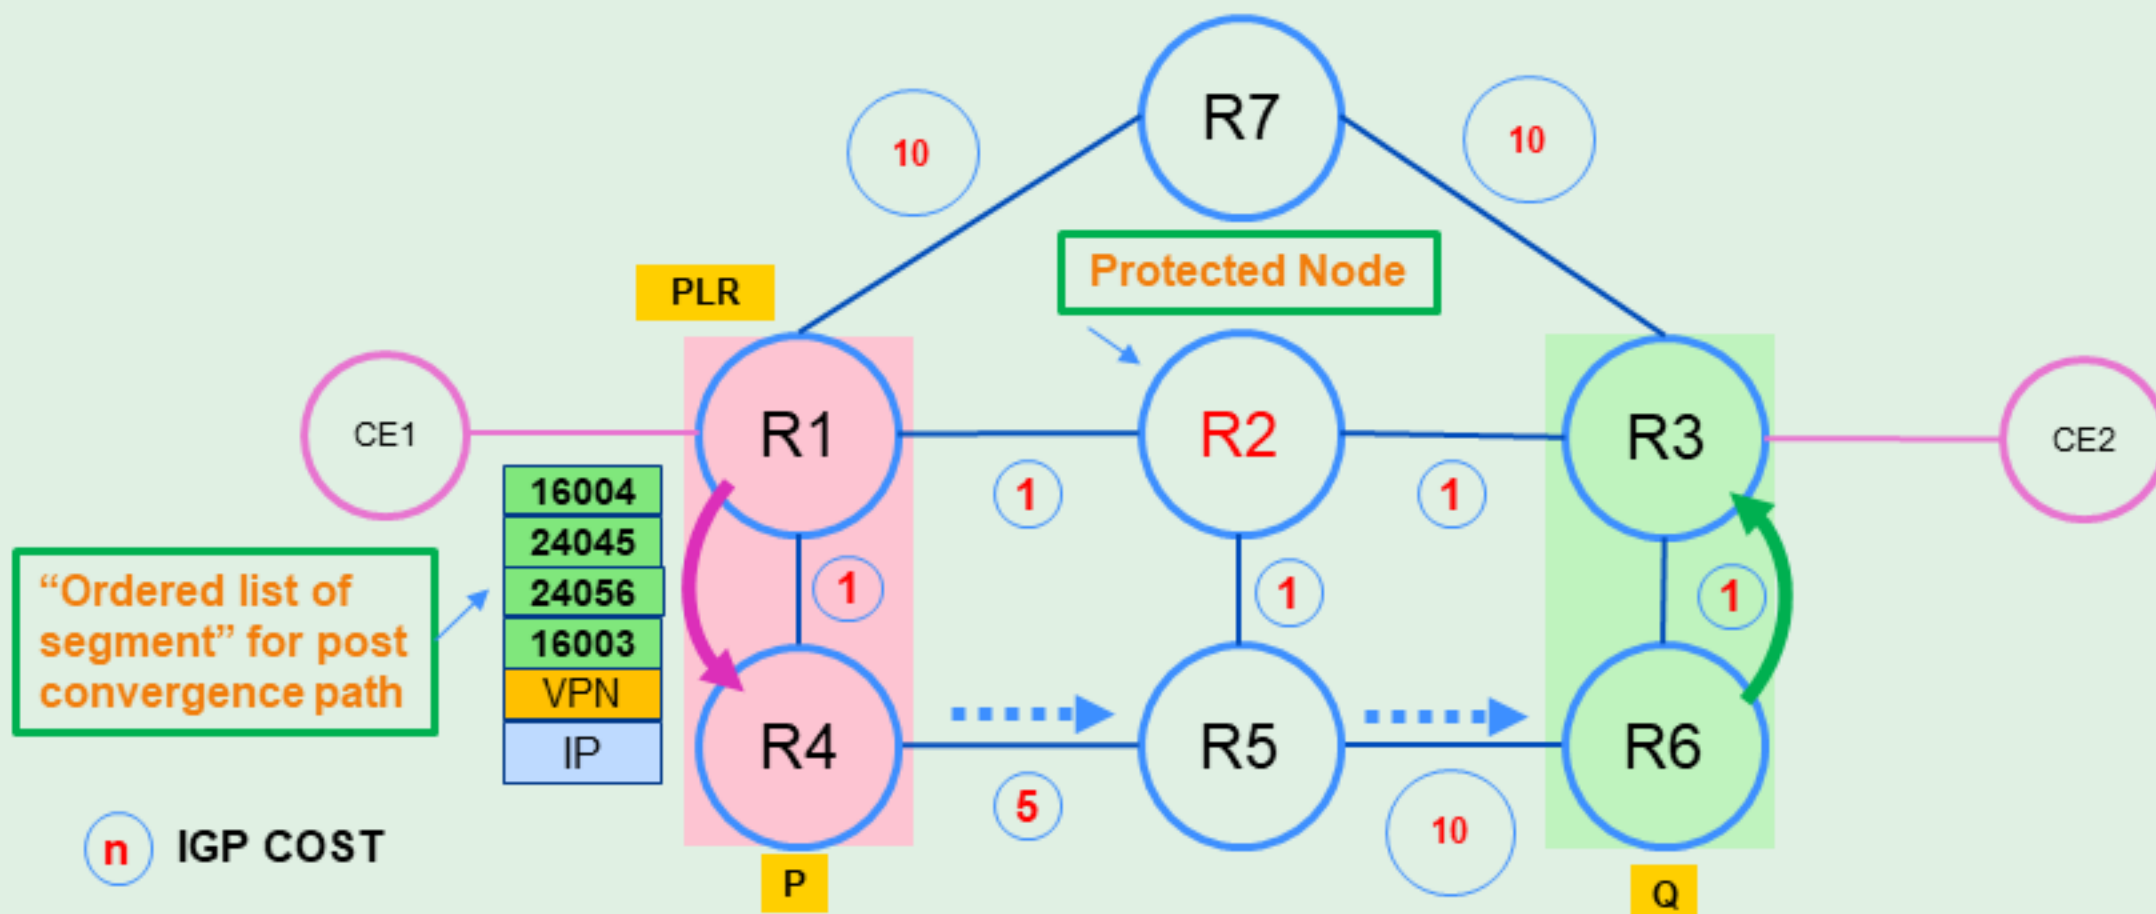 R7
10
10
Protected Node
PLR
CE1
R1
R2
R3
CE2
1
1
16004
24045
24056
16003
VPN
IP
“Ordered list of
segment” for post
convergence path
1
1
1
R4
R5
R6
5
10
n IGP COST
P
Q